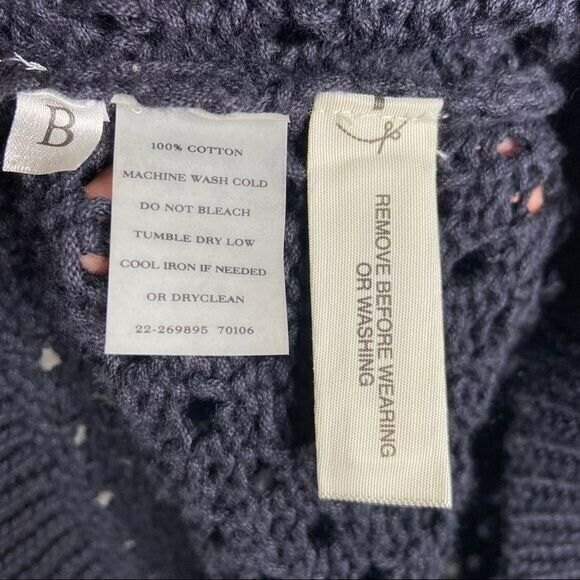 B
100% COTTON
MACHINE WASH COLD
DO NOT BLEACH
TUMBLE DRY LOW
COOL IRON IF NEEDED
OR DRYCLEAN
22-269895 70106
REMOVE BEFORE WEARING
OR WASHING